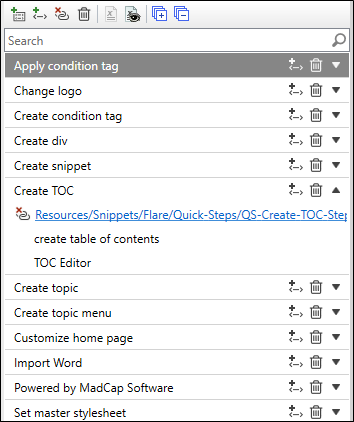 Search
Apply condition tag
Change logo
Create condition tag
Create div
Create snippet
Create TOC
Resources/Snippets/Flare/Quick-Steps/QS-Create-TOC-Step
create table of contents
TOC Editor
Create topic
Create topic menu
Customize home page
Import Word
Powered by MadCap Software
Set master stylesheet